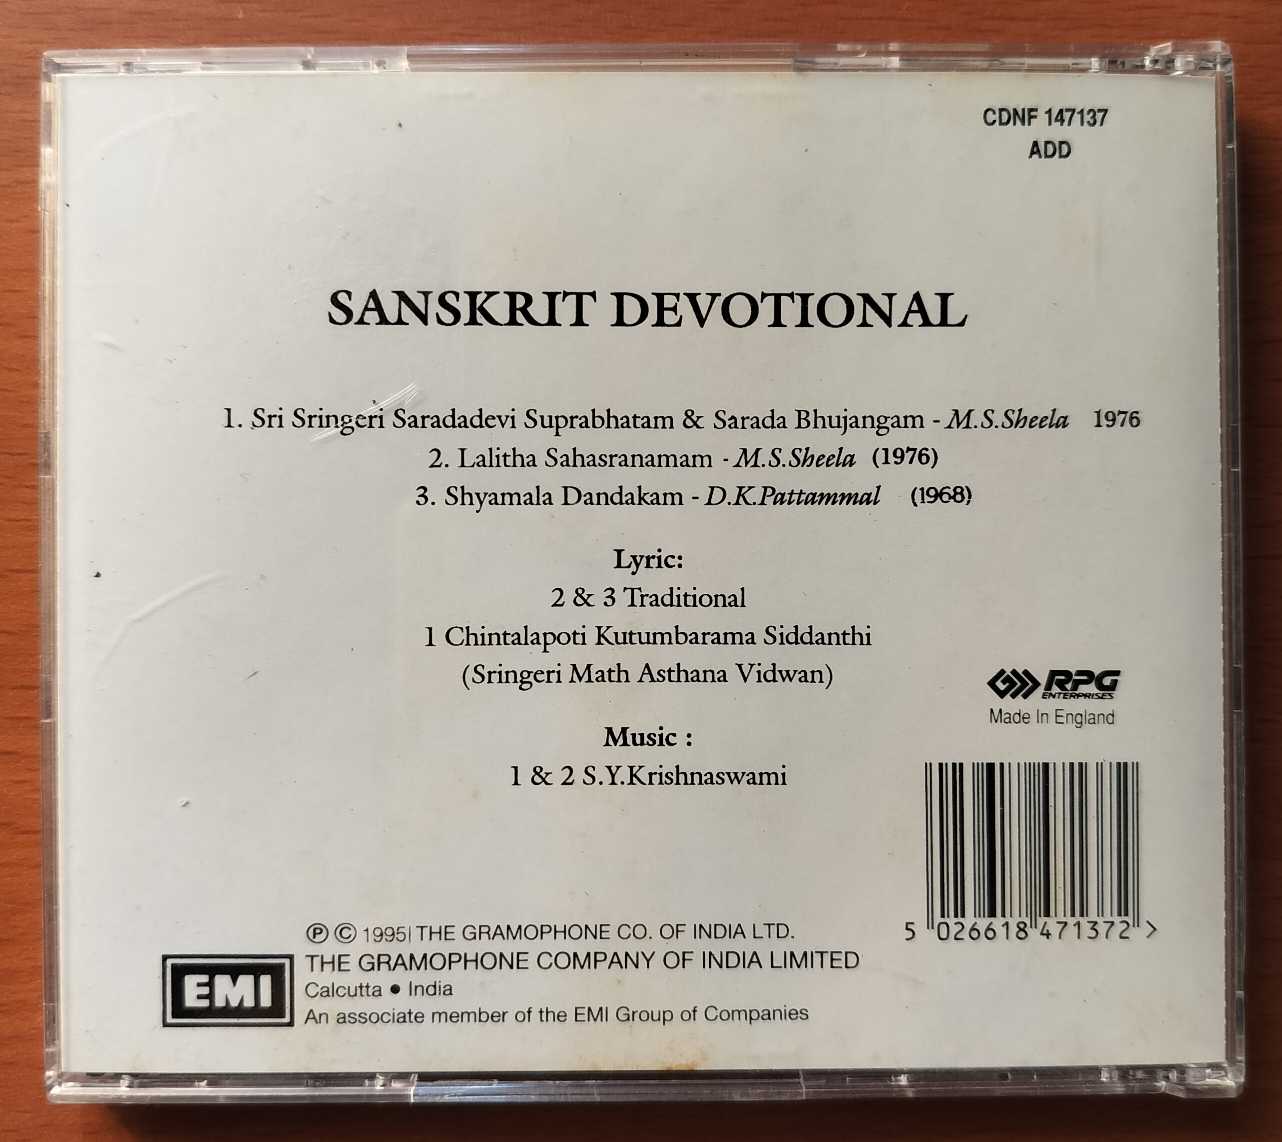 CDNF 147137
ADD
SANSKRIT DEVOTIONAL
1. Sri Sringeri Saradadevi Suprabhatam & Sarada Bhujangam - M.S.Sheela 1976
2. Lalitha Sahasranamam - M.S.Sheela (1976)
3. Shyamala Dandakam - D.K.Pattammal (1968)
Lyric:
2 & 3 Traditional
1 Chintalapoti Kutumbarama Siddanthi
(Sringeri Math Asthana Vidwan)
Music :
1 & 2 S.Y.Krishnaswami
RPG
ENTERPRISES
Made In England
5 026618 471372 >
Ⓟ © 1995 THE GRAMOPHONE CO. OF INDIA LTD.
EMI
THE GRAMOPHONE COMPANY OF INDIA LIMITED
Calcutta • India
An associate member of the EMI Group of Companies